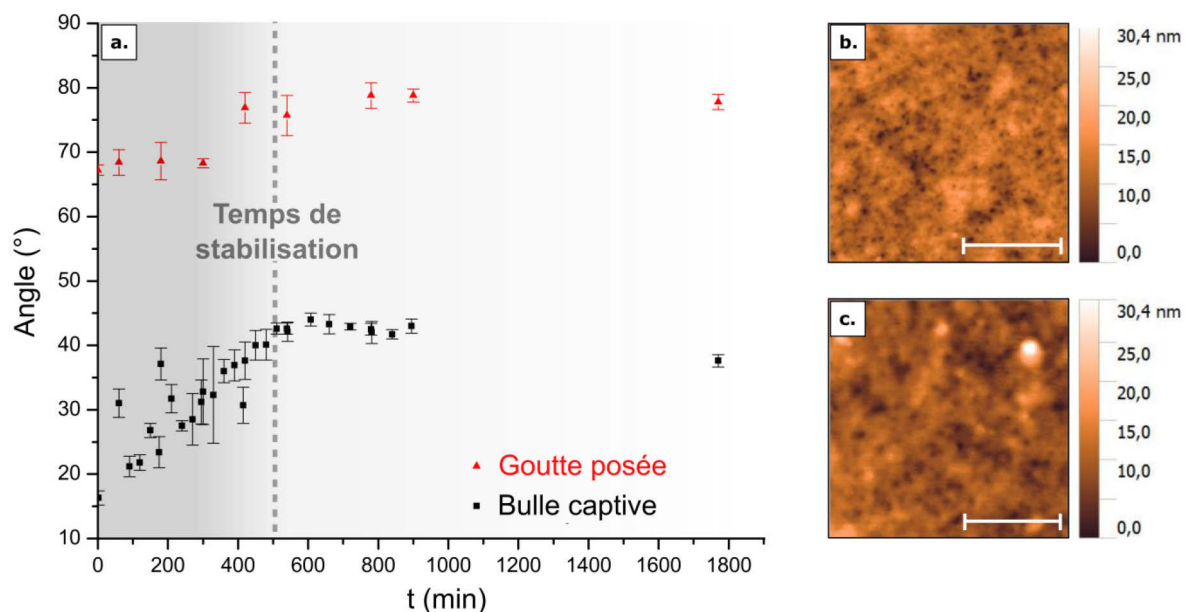 a.
90
80
70
60
50
40
30
20
10
Angle (°)
Temps de
stabilisation
Goutte posée
Bulle captive
0 200 400 600 800 1000 1200 1400 1600 1800
t (min)
b.
30,4 nm
25,0
20,0
15,0
10,0
0,0
c.
30,4 nm
25,0
20,0
15,0
10,0
0,0